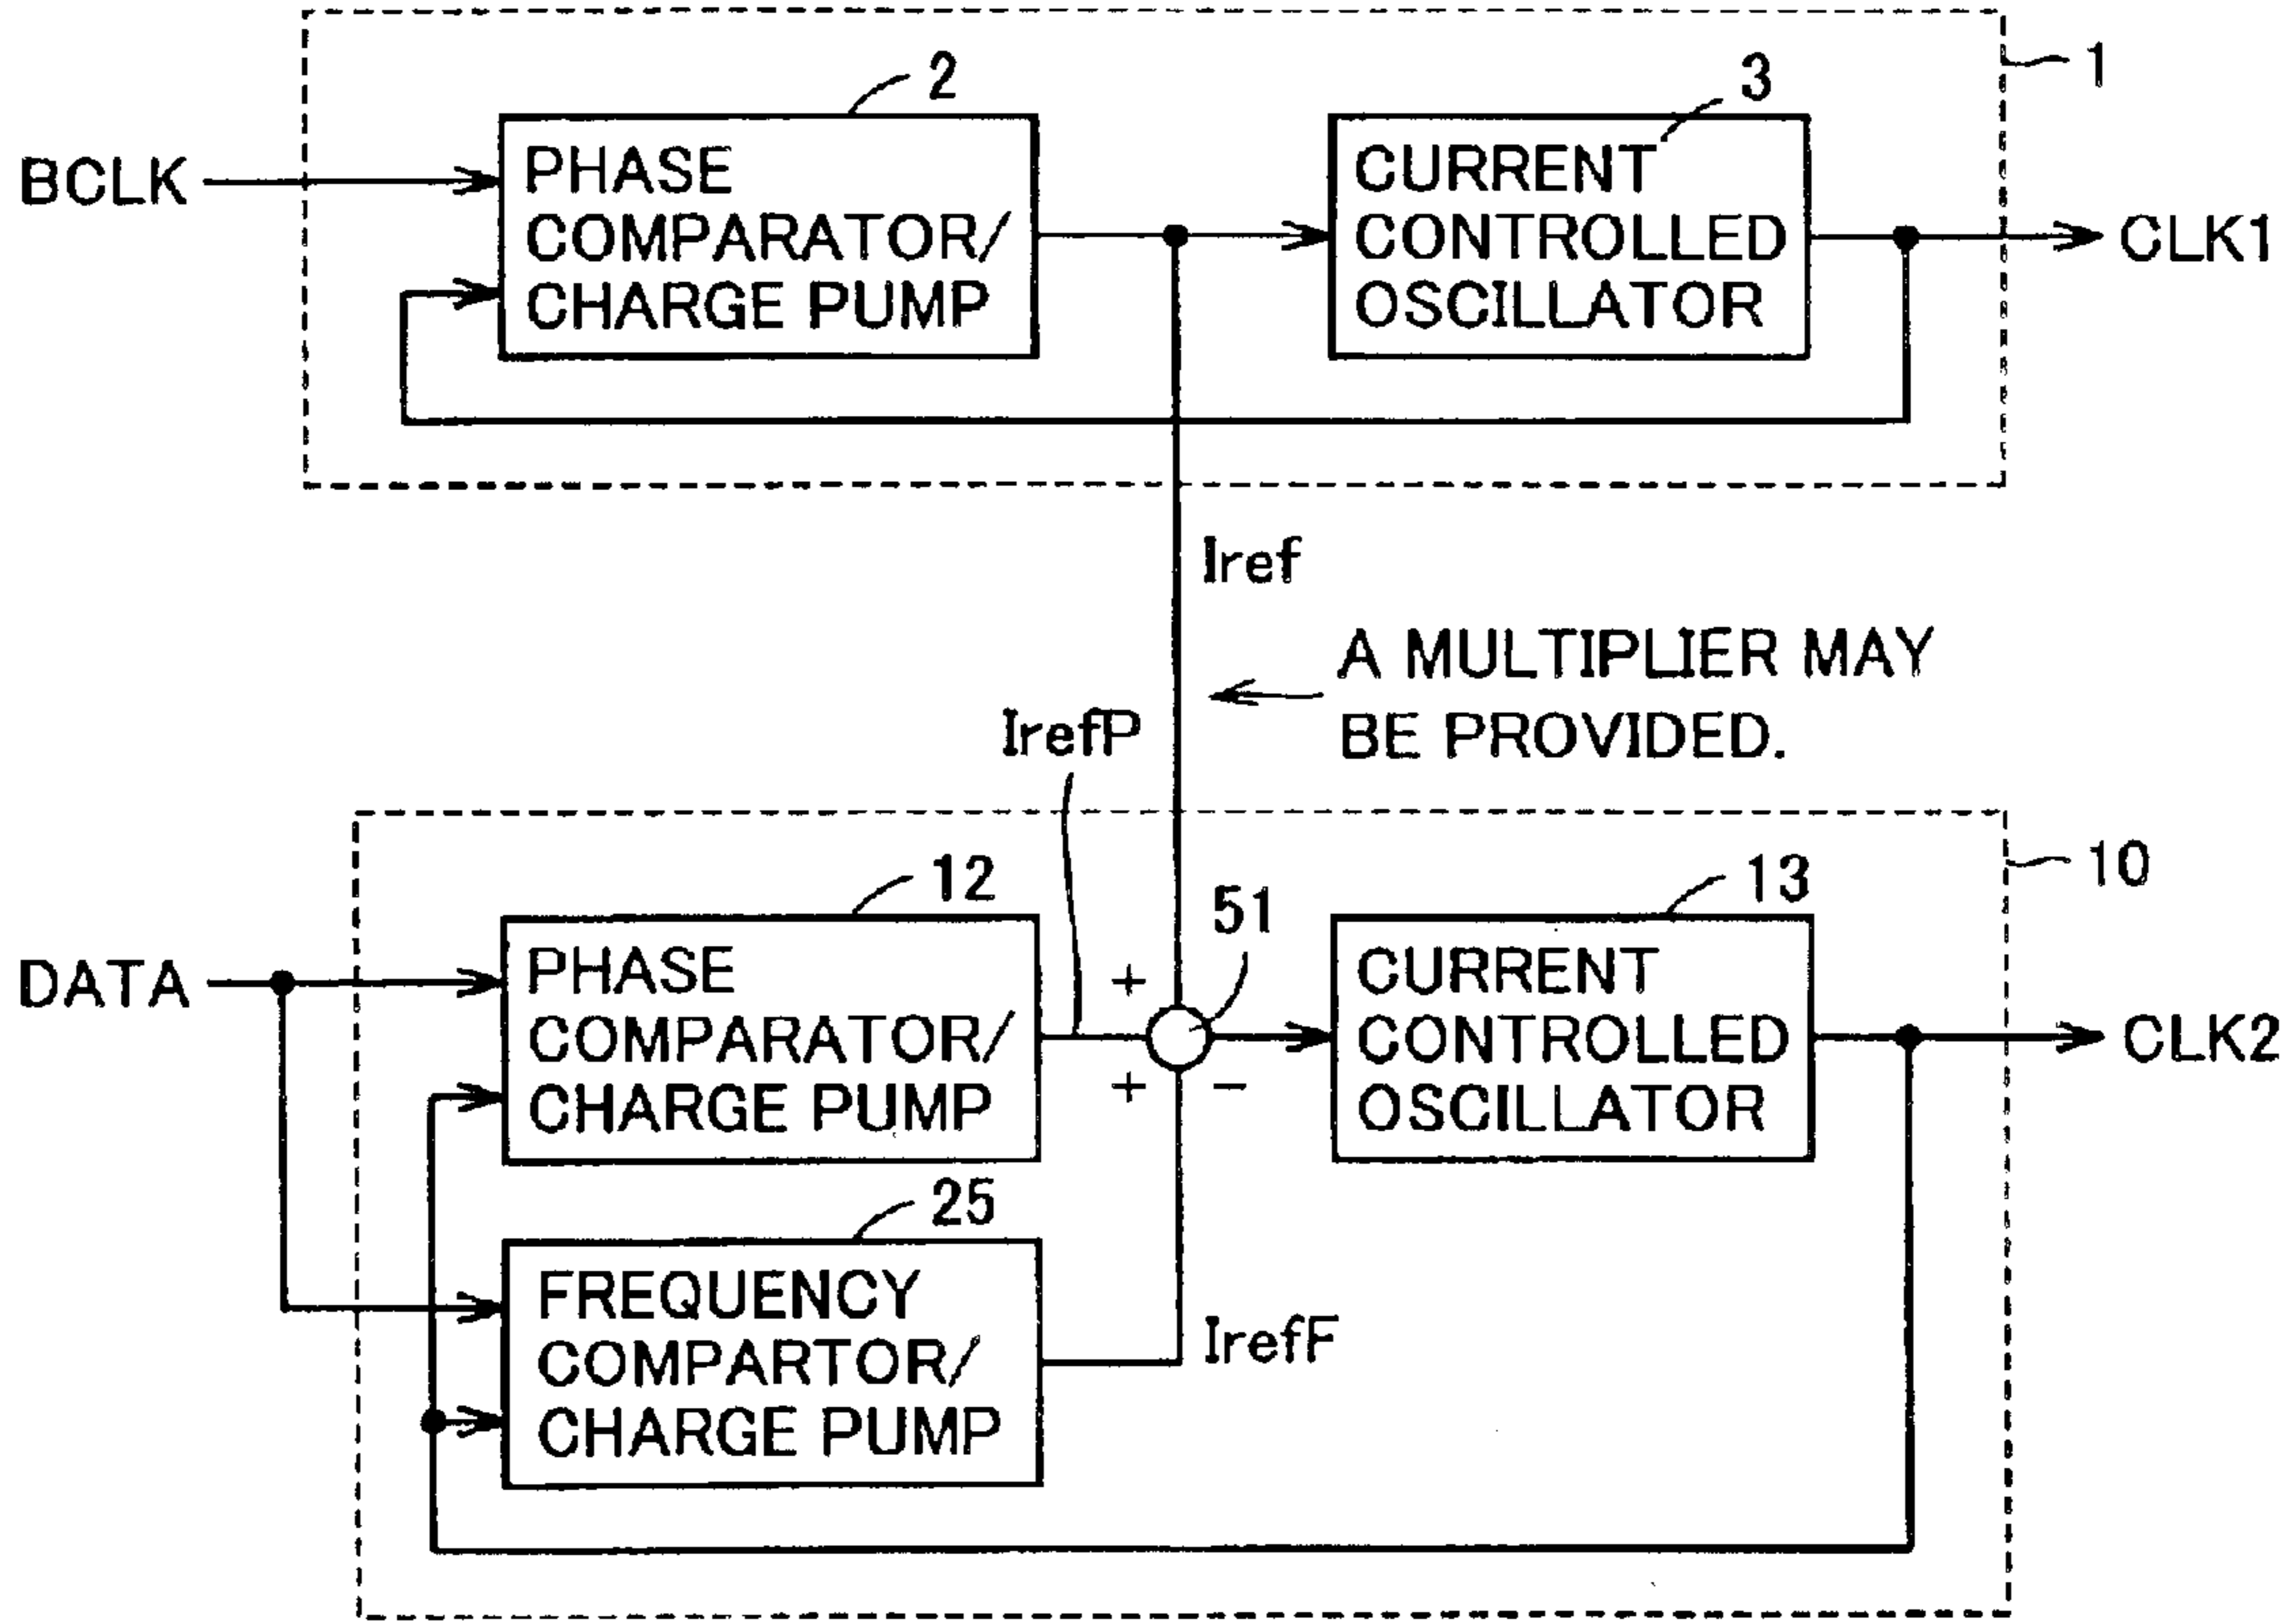 1
2
3
BCLK
PHASE
COMPARATOR/
CHARGE PUMP
CURRENT
CONTROLLED
OSCILLATOR
CLK1
Iref
A MULTIPLIER MAY
BE PROVIDED.
IrefP
10
12
51
13
DATA
PHASE
COMPARATOR/
CHARGE PUMP
+
+ −
CURRENT
CONTROLLED
OSCILLATOR
CLK2
25
FREQUENCY
COMPARTOR/
CHARGE PUMP
IrefF